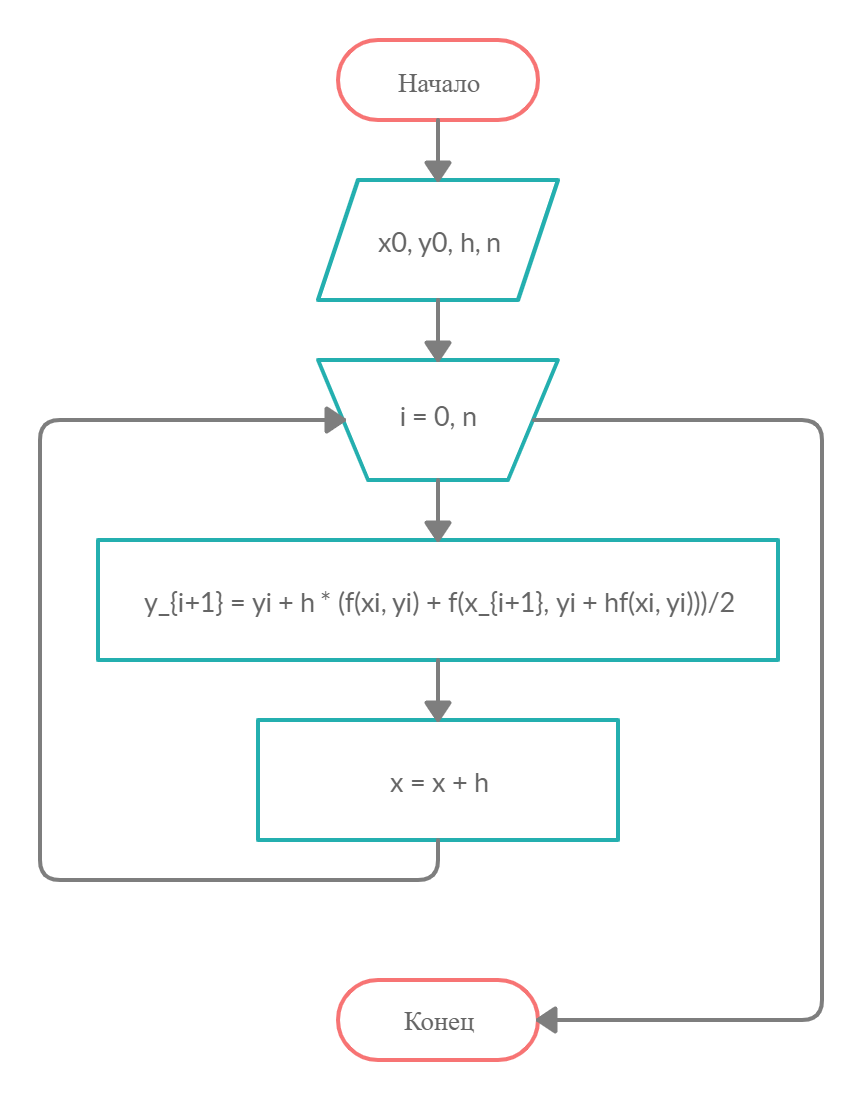 Начало
x0, y0, h, n
i = 0, n
y_{i+1} = yi + h * (f(xi, yi) + f(x_{i+1}, yi + hf(xi, yi)))/2
x = x + h
Конец